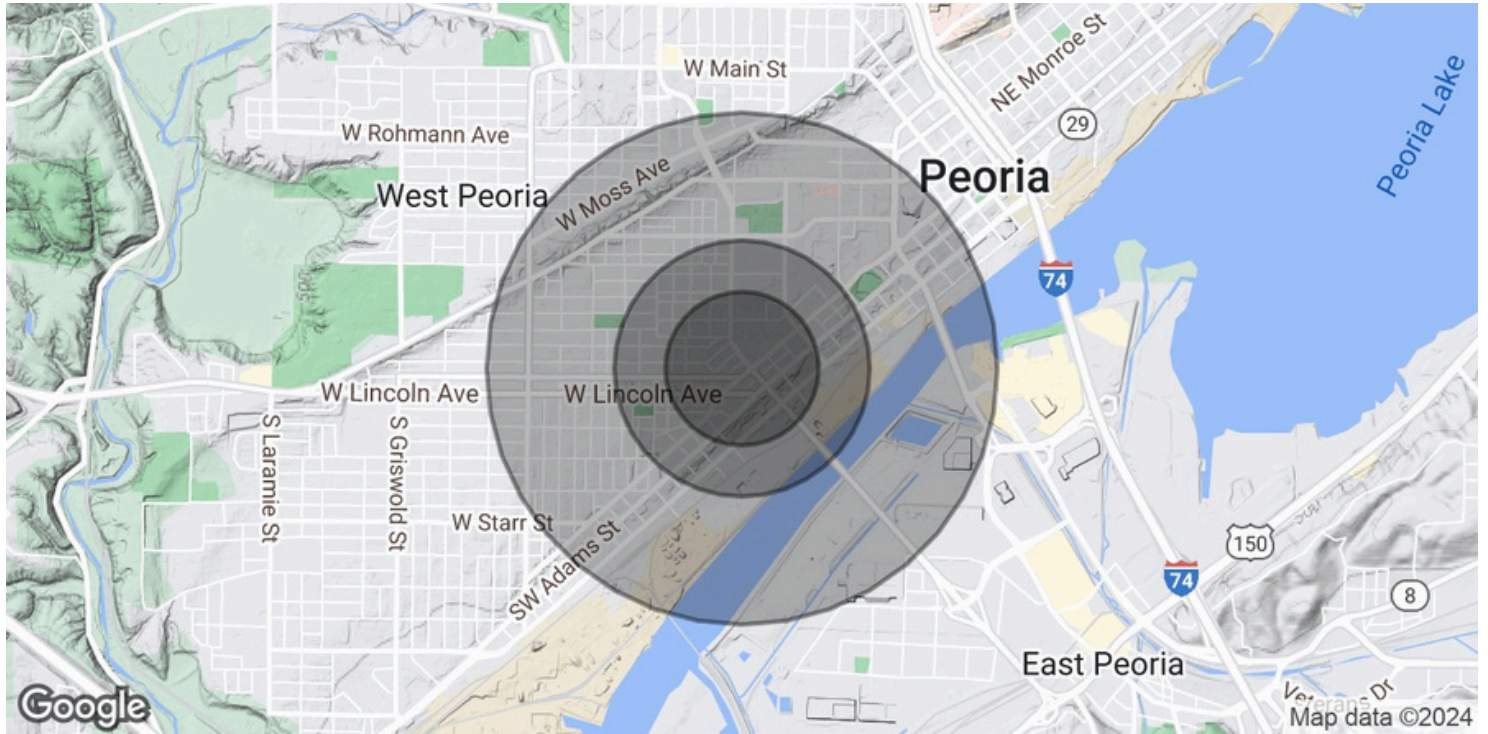 W Main St
NE Monroe St
29
W Rohmann Ave
Peoria Lake
West Peoria
W Moss Ave
Peoria
74
W Lincoln Ave
W Lincoln Ave
S Laramie St
S Griswold St
W Starr St
SW Adams St
150
74
8
East Peoria
Veterans Dr
Google
Map data ©2024